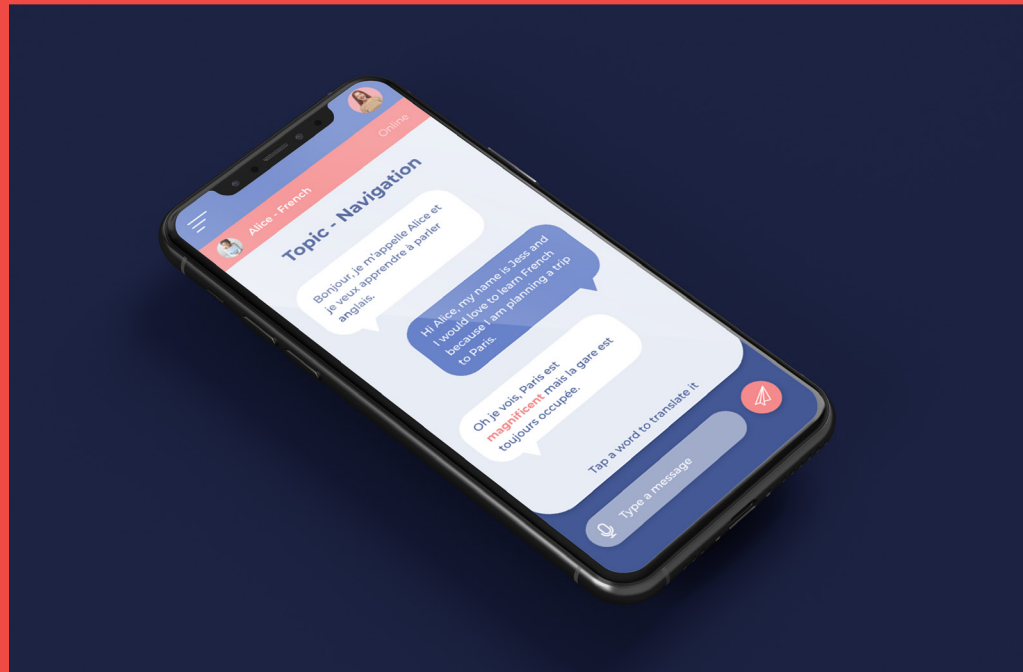 Alice - French
Online
Topic - Navigation
Bonjour, je m'appelle Alice et
je veux apprendre à parler
anglais.
Hi Alice, my name is Jess and
I would love to learn French
because I am planning a trip
to Paris.
Oh je vois, Paris est
magnificent mais la gare est
toujours occupée.
Tap a word to translate it
Type a message